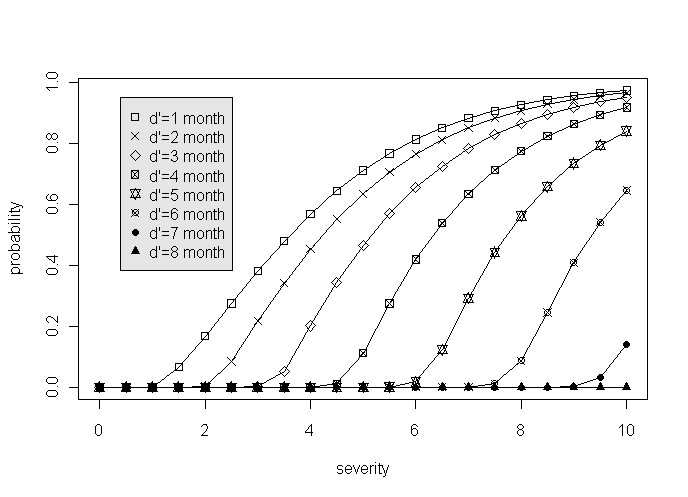 1.0
0.8
0.6
0.4
0.2
0.0
probability
d'=1 month
d'=2 month
d'=3 month
d'=4 month
d'=5 month
d'=6 month
d'=7 month
d'=8 month
0 2 4 6 8 10
severity